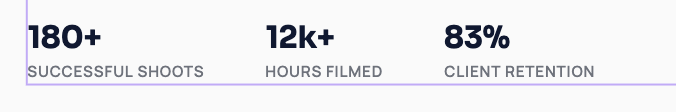 180+ 12k+ 83%
SUCCESSFUL SHOOTS HOURS FILMED CLIENT RETENTION